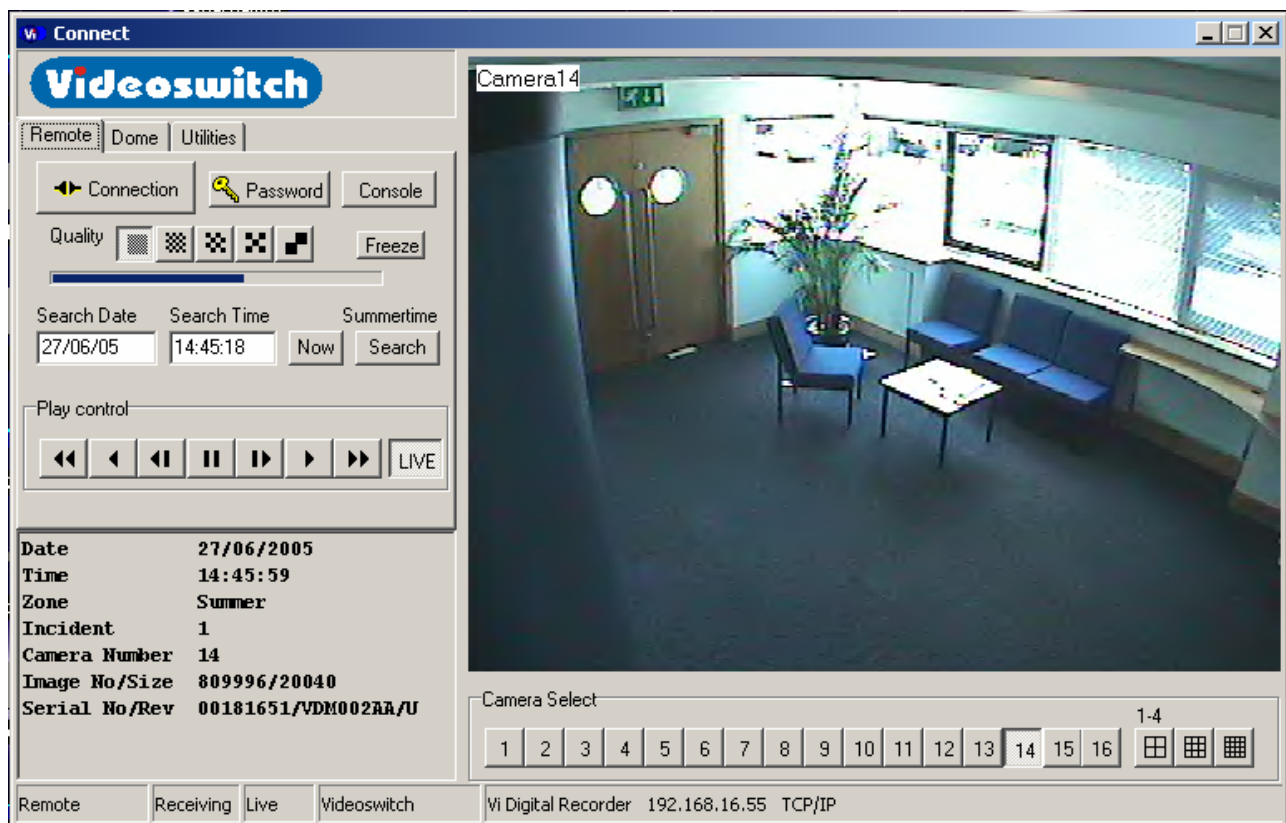 Vi Connect
Videoswitch
Remote Dome Utilities
Connection Password Console
Quality Freeze
Search Date Search Time Summertime
27/06/05 14:45:18 Now Search
Play control
LIVE
Date 27/06/2005
Time 14:45:59
Zone Summer
Incident 1
Camera Number 14
Image No/Size 809996/20040
Serial No/Rev 00181651/VDM002AA/U
Camera14
Camera Select
1-4
1 2 3 4 5 6 7 8 9 10 11 12 13 14 15 16
Remote Receiving Live Videoswitch Vi Digital Recorder 192.168.16.55 TCP/IP